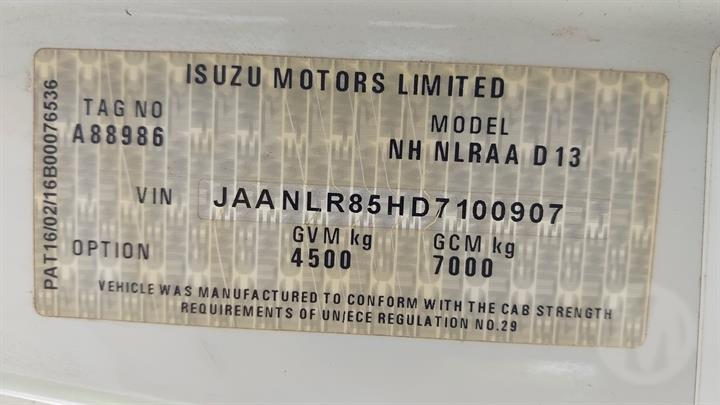 ISUZU MOTORS LIMITED
TAG NO
A88986
MODEL
NH NLRAA D13
VIN JAANLR85HD7100907
GVM kg GCM kg
OPTION 4500 7000
VEHICLE WAS MANUFACTURED TO CONFORM WITH THE CAB STRENGTH
REQUIREMENTS OF UN/ECE REGULATION NO.29
PAT16/02/16B00076536